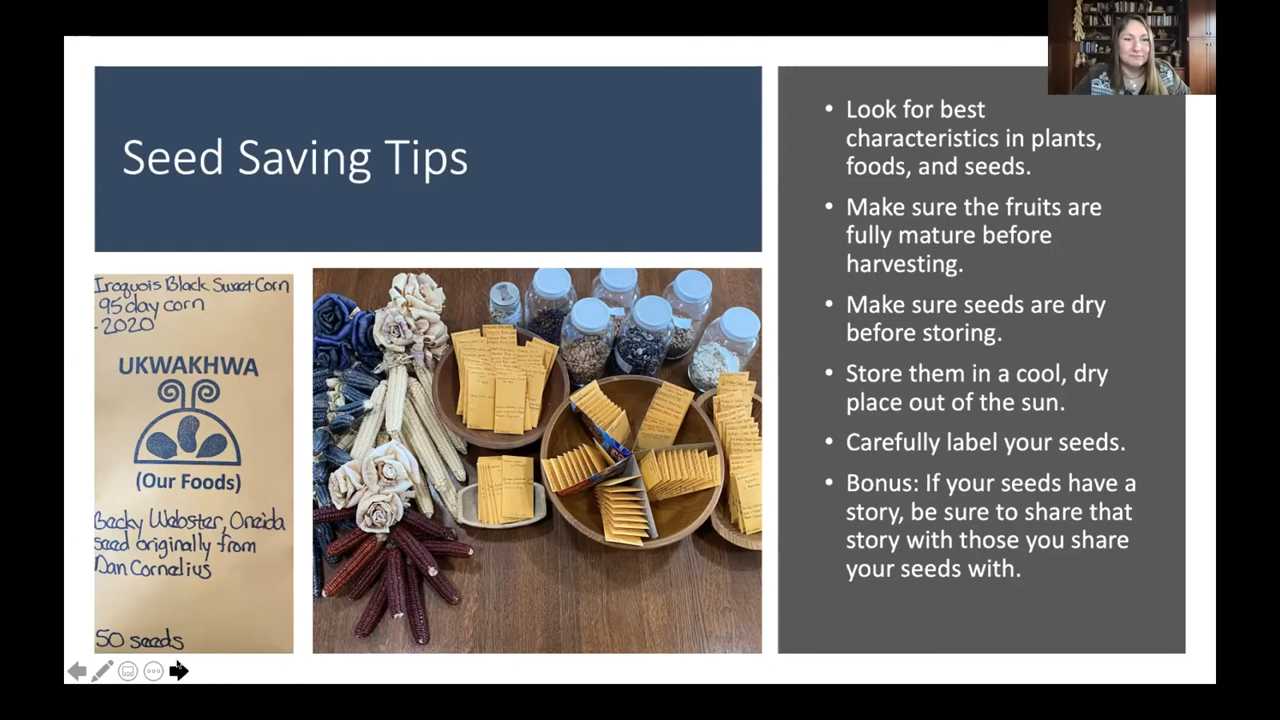 Seed Saving Tips
Iroquois Black Sweet Corn
95 day corn
-2020
UKWAKHWA
(Our Foods)
Becky Webster, Oneida
seed originally from
Dan Cornelius
50 seeds
• Look for best
characteristics in plants,
foods, and seeds.
• Make sure the fruits are
fully mature before
harvesting.
• Make sure seeds are dry
before storing.
• Store them in a cool, dry
place out of the sun.
• Carefully label your seeds.
• Bonus: If your seeds have a
story, be sure to share that
story with those you share
your seeds with.